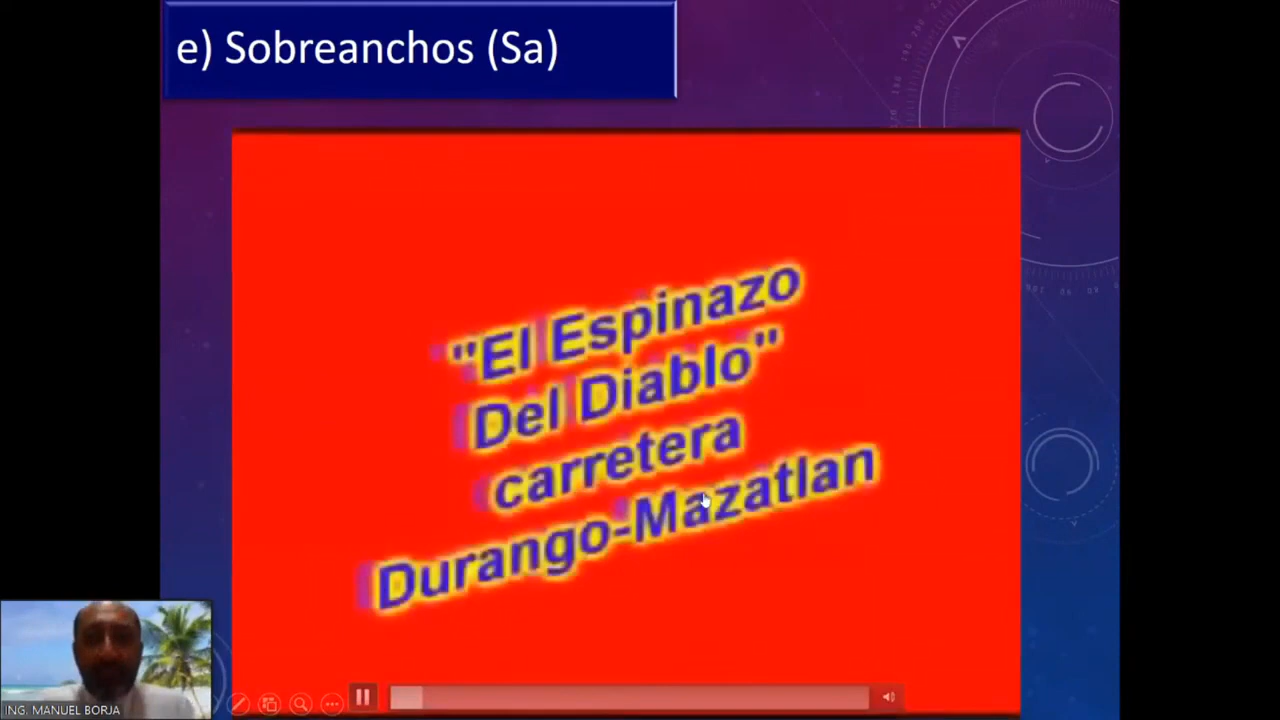 e) Sobreanchos (Sa)
"El Espinazo
Del Diablo"
carretera
Durango-Mazatlan
ING. MANUEL BORJA